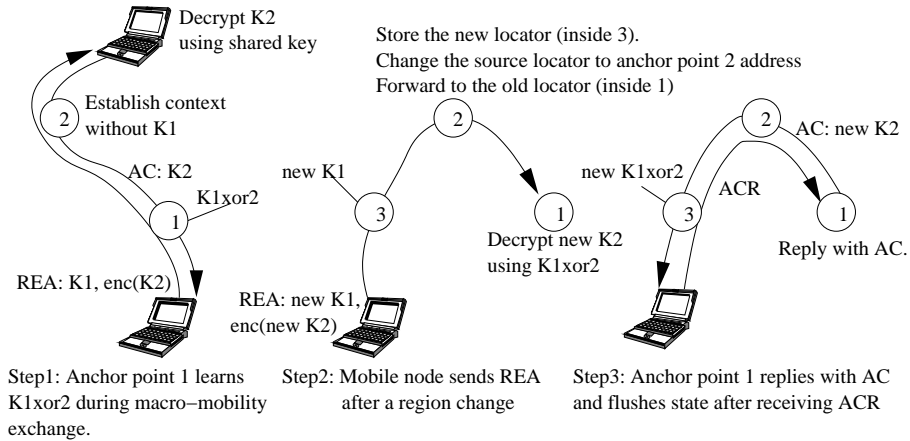 Decrypt K2
using shared key
2
Establish context
without K1
AC: K2
K1xor2
1
REA: K1, enc(K2)
Step1: Anchor point 1 learns
K1xor2 during macro−mobility
exchange.
Store the new locator (inside 3).
Change the source locator to anchor point 2 address
Forward to the old locator (inside 1)
2
new K1
3
1
Decrypt new K2
using K1xor2
REA: new K1,
enc(new K2)
Step2: Mobile node sends REA
after a region change
2
AC: new K2
new K1xor2
ACR
3
1
Reply with AC.
Step3: Anchor point 1 replies with AC
and flushes state after receiving ACR